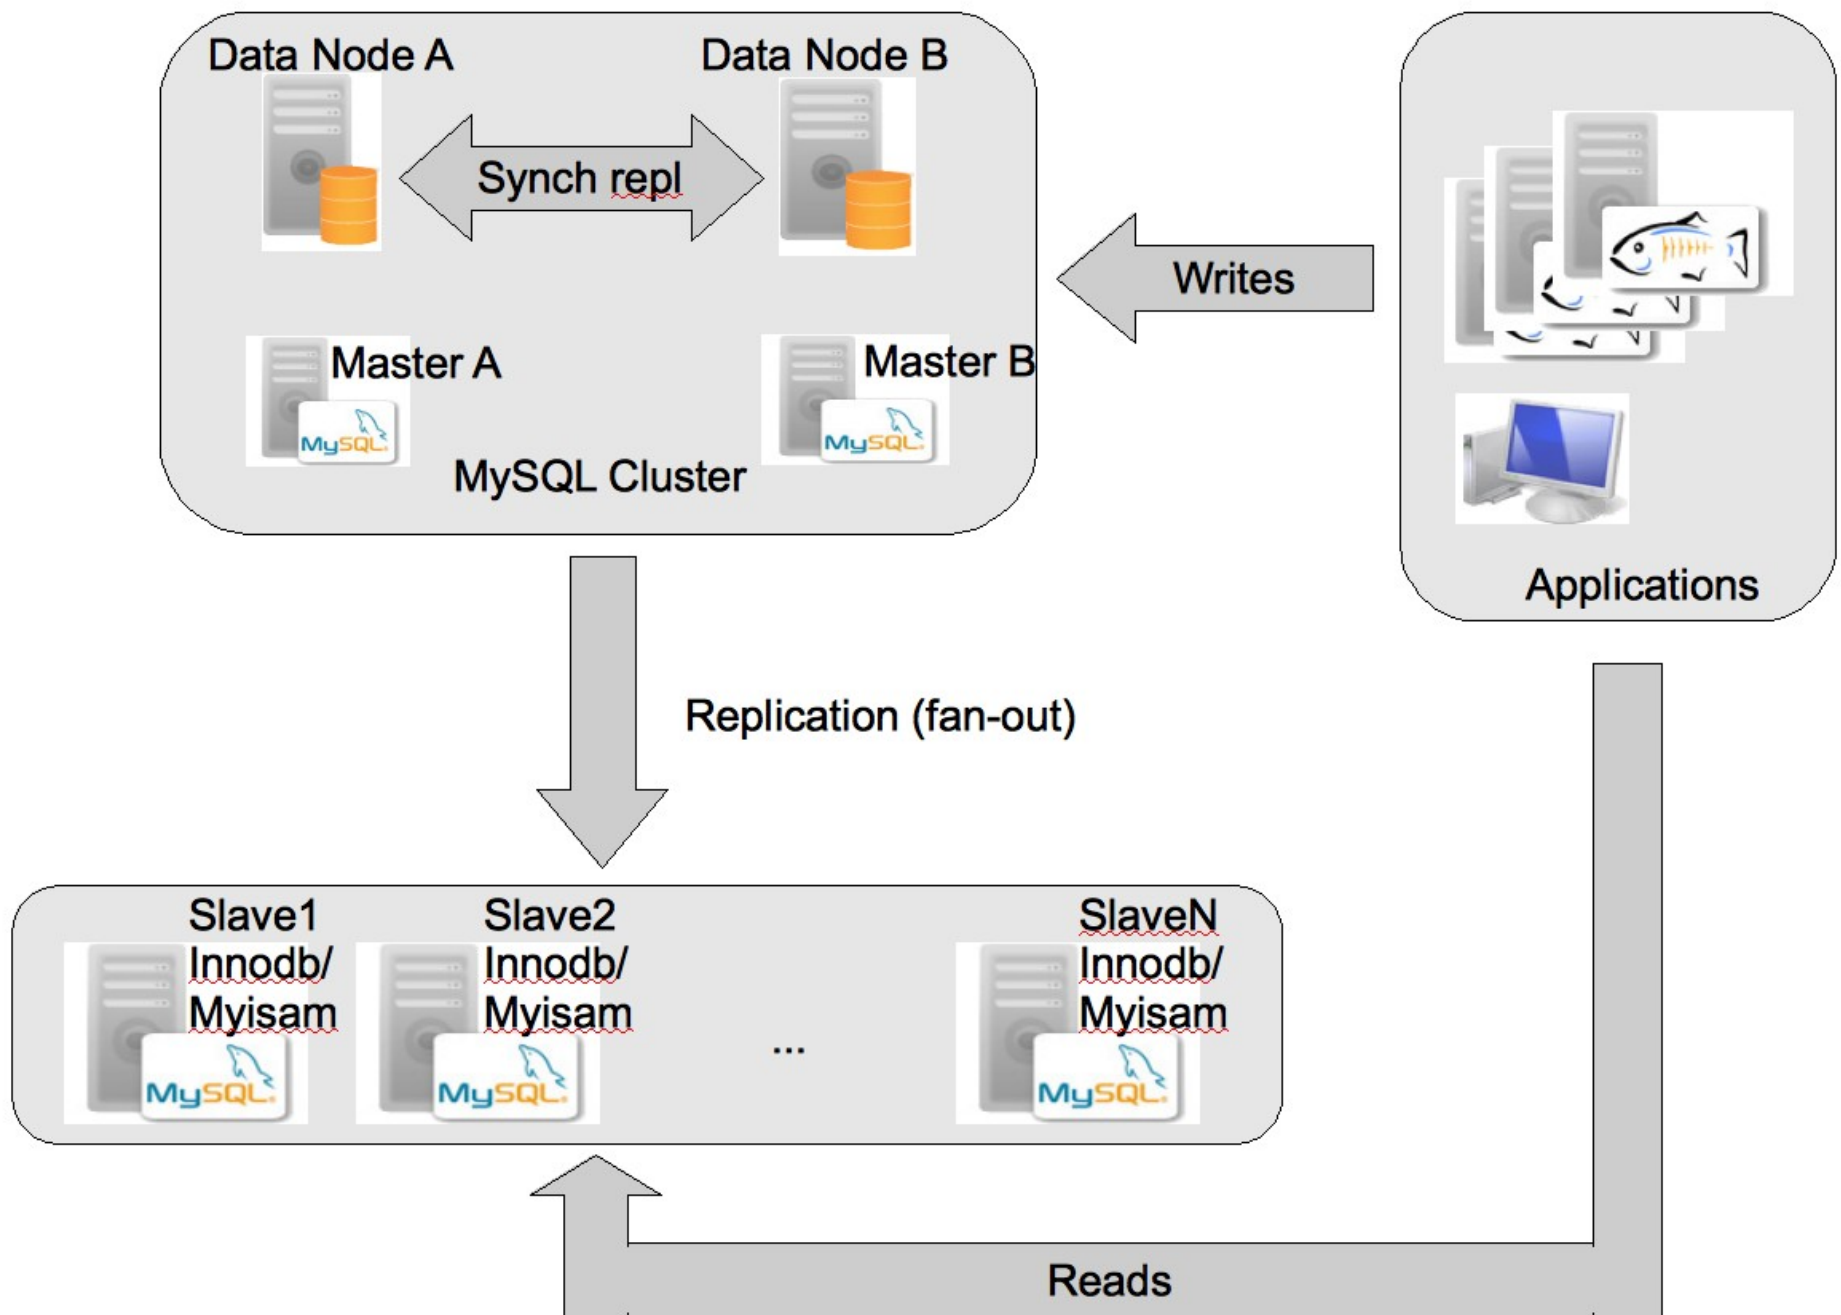 Data Node A
Data Node B
Synch repl
Writes
Master A
MySQL
Master B
MySQL
MySQL Cluster
Applications
Replication (fan-out)
Slave1
Innodb/
Myisam
MySQL
Slave2
Innodb/
Myisam
MySQL
...
SlaveN
Innodb/
Myisam
MySQL
Reads